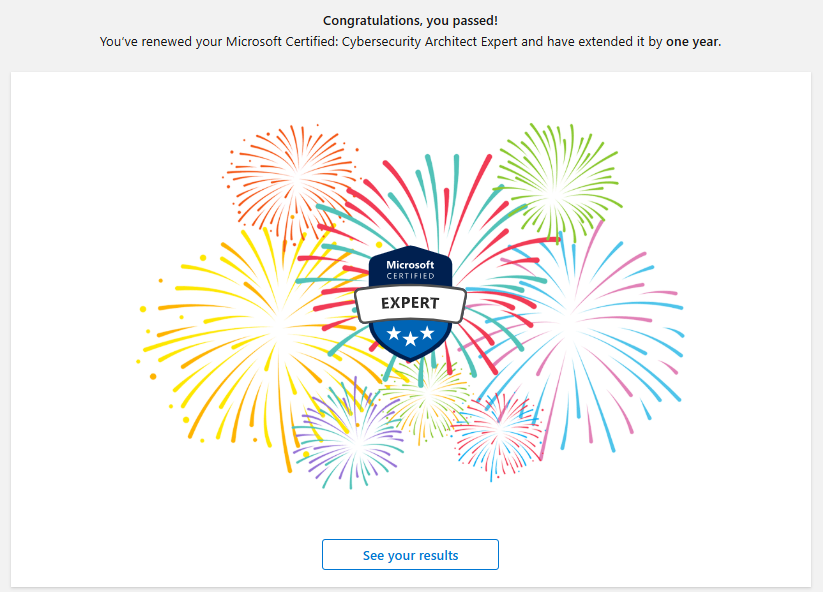 Congratulations, you passed!
You’ve renewed your Microsoft Certified: Cybersecurity Architect Expert and have extended it by one year.
Microsoft
CERTIFIED
EXPERT
See your results